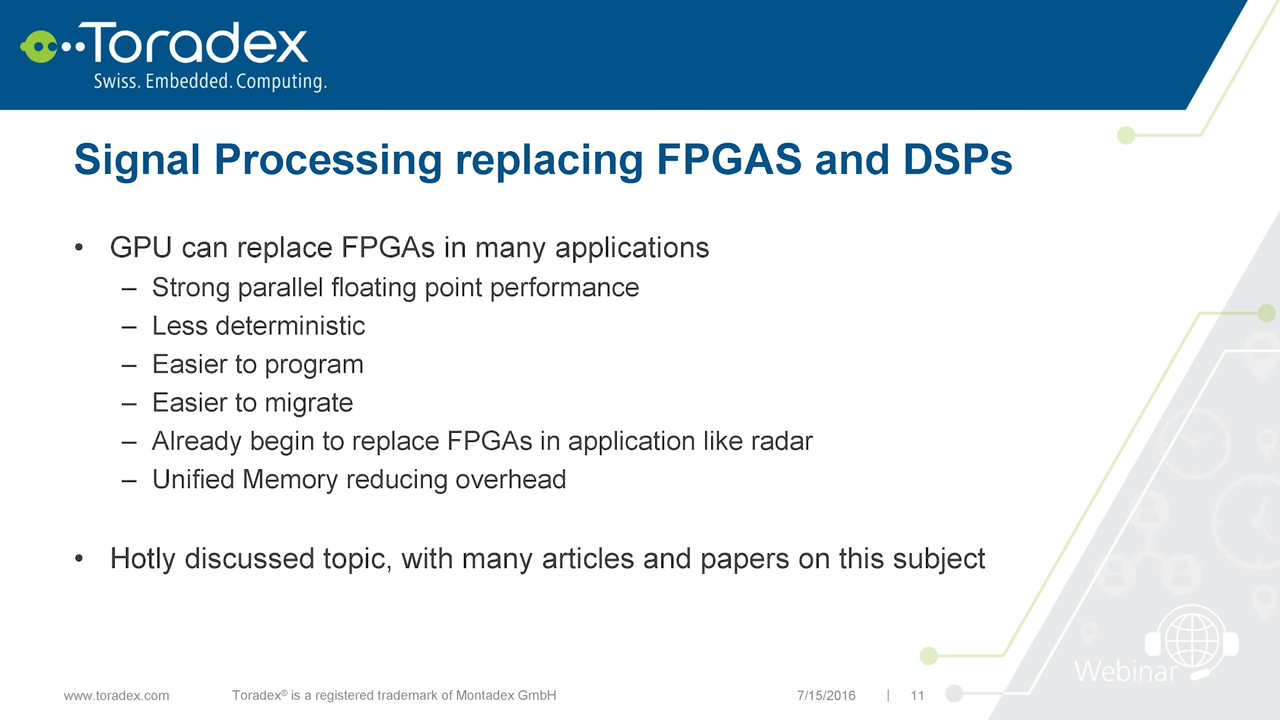 Toradex
Swiss. Embedded. Computing.
Signal Processing replacing FPGAS and DSPs
• GPU can replace FPGAs in many applications
– Strong parallel floating point performance
– Less deterministic
– Easier to program
– Easier to migrate
– Already begin to replace FPGAs in application like radar
– Unified Memory reducing overhead
• Hotly discussed topic, with many articles and papers on this subject
Webinar
www.toradex.com Toradex® is a registered trademark of Montadex GmbH 7/15/2016 | 11